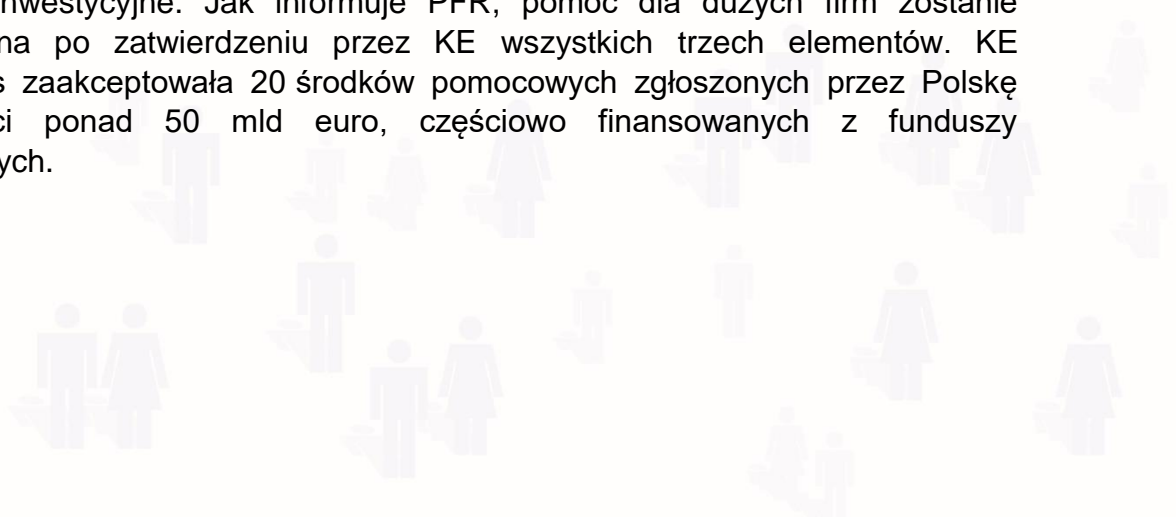 nwestycyjne. Jak informuje PFR, pomoc dla dużych firm zostanie
na po zatwierdzeniu przez KE wszystkich trzech elementów. KE
s zaakceptowała 20 środków pomocowych zgłoszonych przez Polskę
ci ponad 50 mld euro, częściowo finansowanych z funduszy
ych.